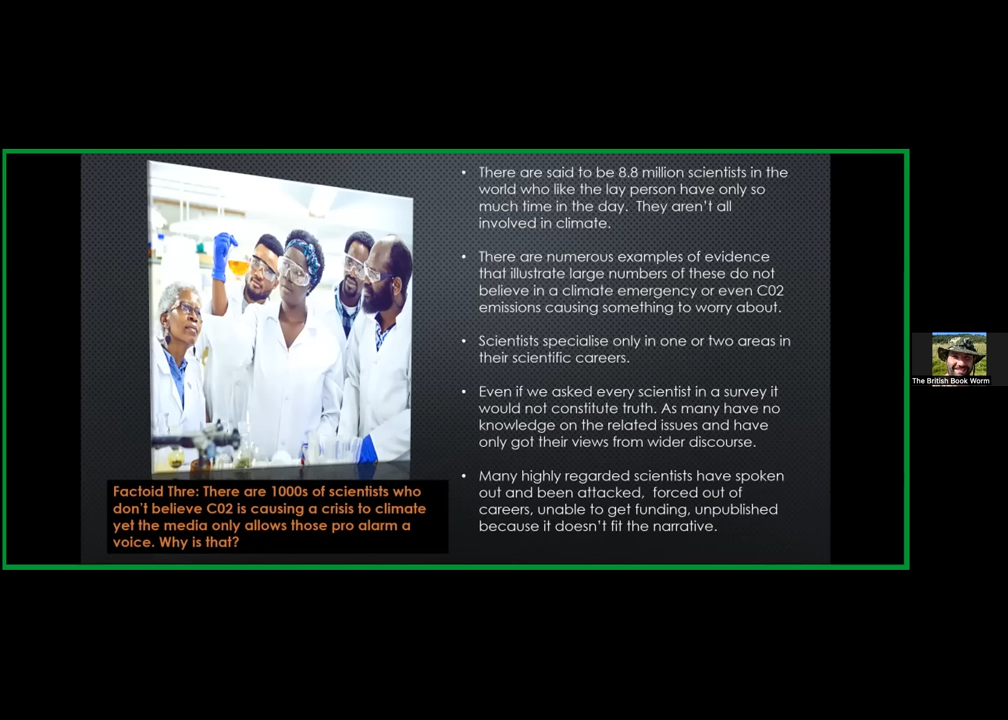 • There are said to be 8.8 million scientists in the
world who like the lay person have only so
much time in the day. They aren't all
involved in climate.
• There are numerous examples of evidence
that illustrate large numbers of these do not
believe in a climate emergency or even C02
emissions causing something to worry about.
• Scientists specialise only in one or two areas in
their scientific careers.
• Even if we asked every scientist in a survey it
would not constitute truth. As many have no
knowledge on the related issues and have
only got their views from wider discourse.
• Many highly regarded scientists have spoken
out and been attacked, forced out of
careers, unable to get funding, unpublished
because it doesn't fit the narrative.
Factoid Thre: There are 1000s of scientists who
don't believe C02 is causing a crisis to climate
yet the media only allows those pro alarm a
voice. Why is that?
The British Book Worm